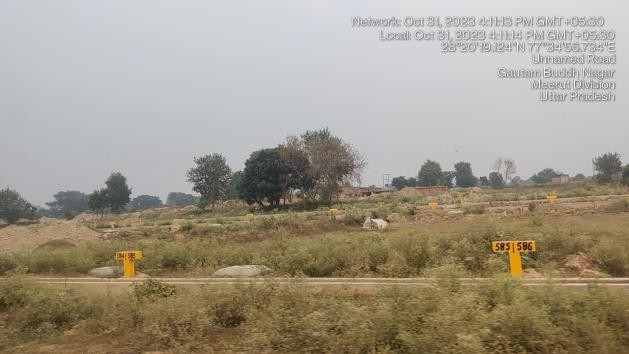 Network: Oct 31, 2023 4:11:13 PM GMT+05:30
Local: Oct 31, 2023 4:11:14 PM GMT+05:30
28°20'19.124"N 77°34'56.734"E
Unnamed Road
Gautam Buddh Nagar
Meerut Division
Uttar Pradesh
585 586